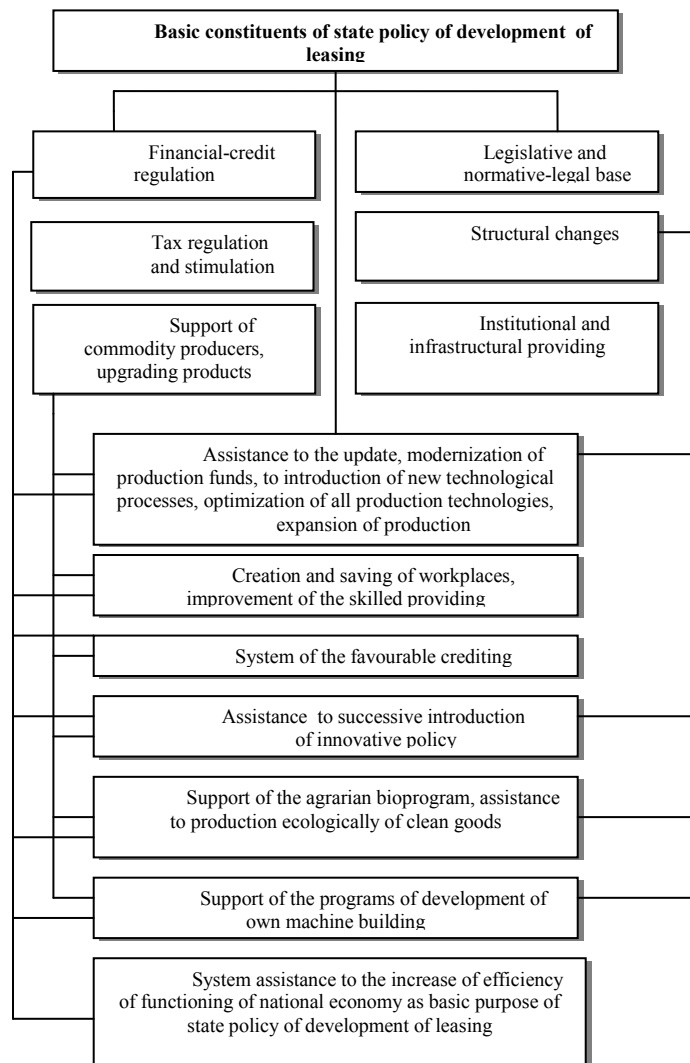 Basic constituents of state policy of development of
leasing
Financial-credit
regulation
Legislative and
normative-legal base
Tax regulation
and stimulation
Structural changes
Support of
commodity producers,
upgrading products
Institutional and
infrastructural providing
Assistance to the update, modernization of
production funds, to introduction of new technological
processes, optimization of all production technologies,
expansion of production
Creation and saving of workplaces,
improvement of the skilled providing
System of the favourable crediting
Assistance to successive introduction
of innovative policy
Support of the agrarian bioprogram, assistance
to production ecologically of clean goods
Support of the programs of development of
own machine building
System assistance to the increase of efficiency
of functioning of national economy as basic purpose of
state policy of development of leasing